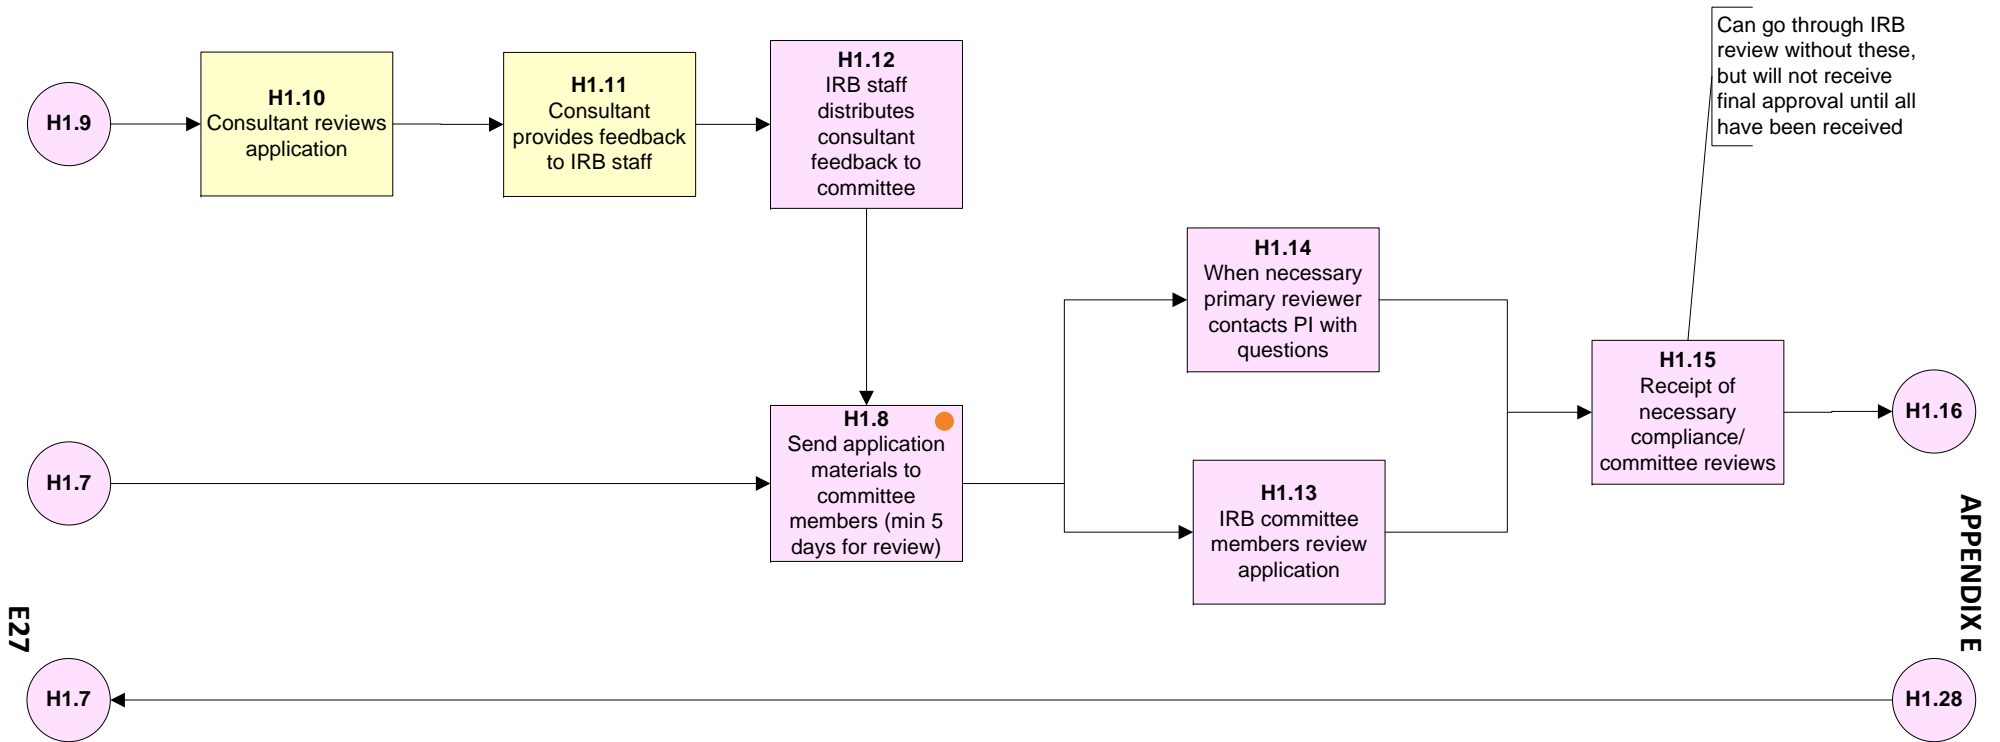 H1.9
H1.10
Consultant reviews
application
H1.11
Consultant
provides feedback
to IRB staff
H1.12
IRB staff
distributes
consultant
feedback to
committee
Can go through IRB
review without these,
but will not receive
final approval until all
have been received
H1.7
H1.8
Send application
materials to
committee
members (min 5
days for review)
H1.14
When necessary
primary reviewer
contacts PI with
questions
H1.13
IRB committee
members review
application
H1.15
Receipt of
necessary
compliance/
committee reviews
H1.16
H1.7
H1.28
E27
APPENDIX E